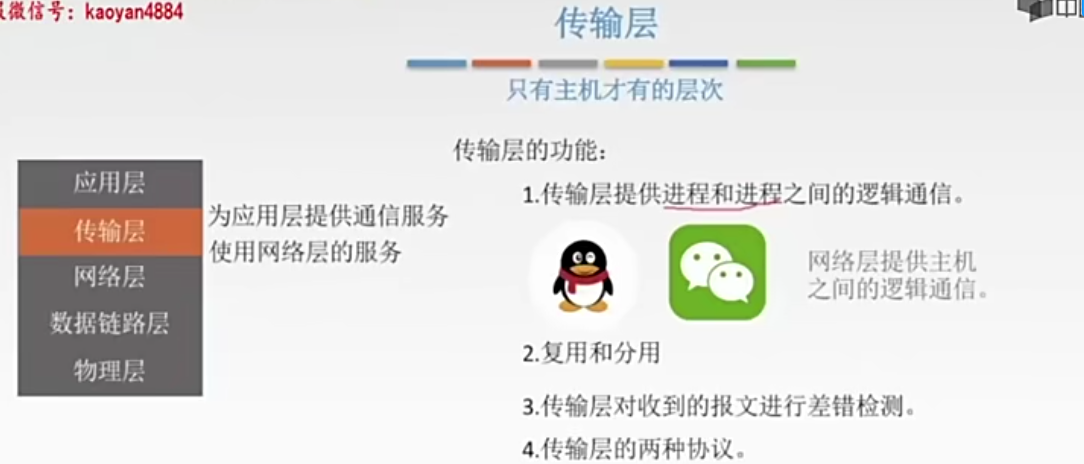 微信号：kaoyan4884
传输层
只有主机才有的层次
传输层的功能：
1.传输层提供进程和进程之间的逻辑通信。
应用层
传输层
网络层
数据链路层
物理层
为应用层提供通信服务
使用网络层的服务
网络层提供主机
之间的逻辑通信。
2.复用和分用
3.传输层对收到的报文进行差错检测。
4.传输层的两种协议。